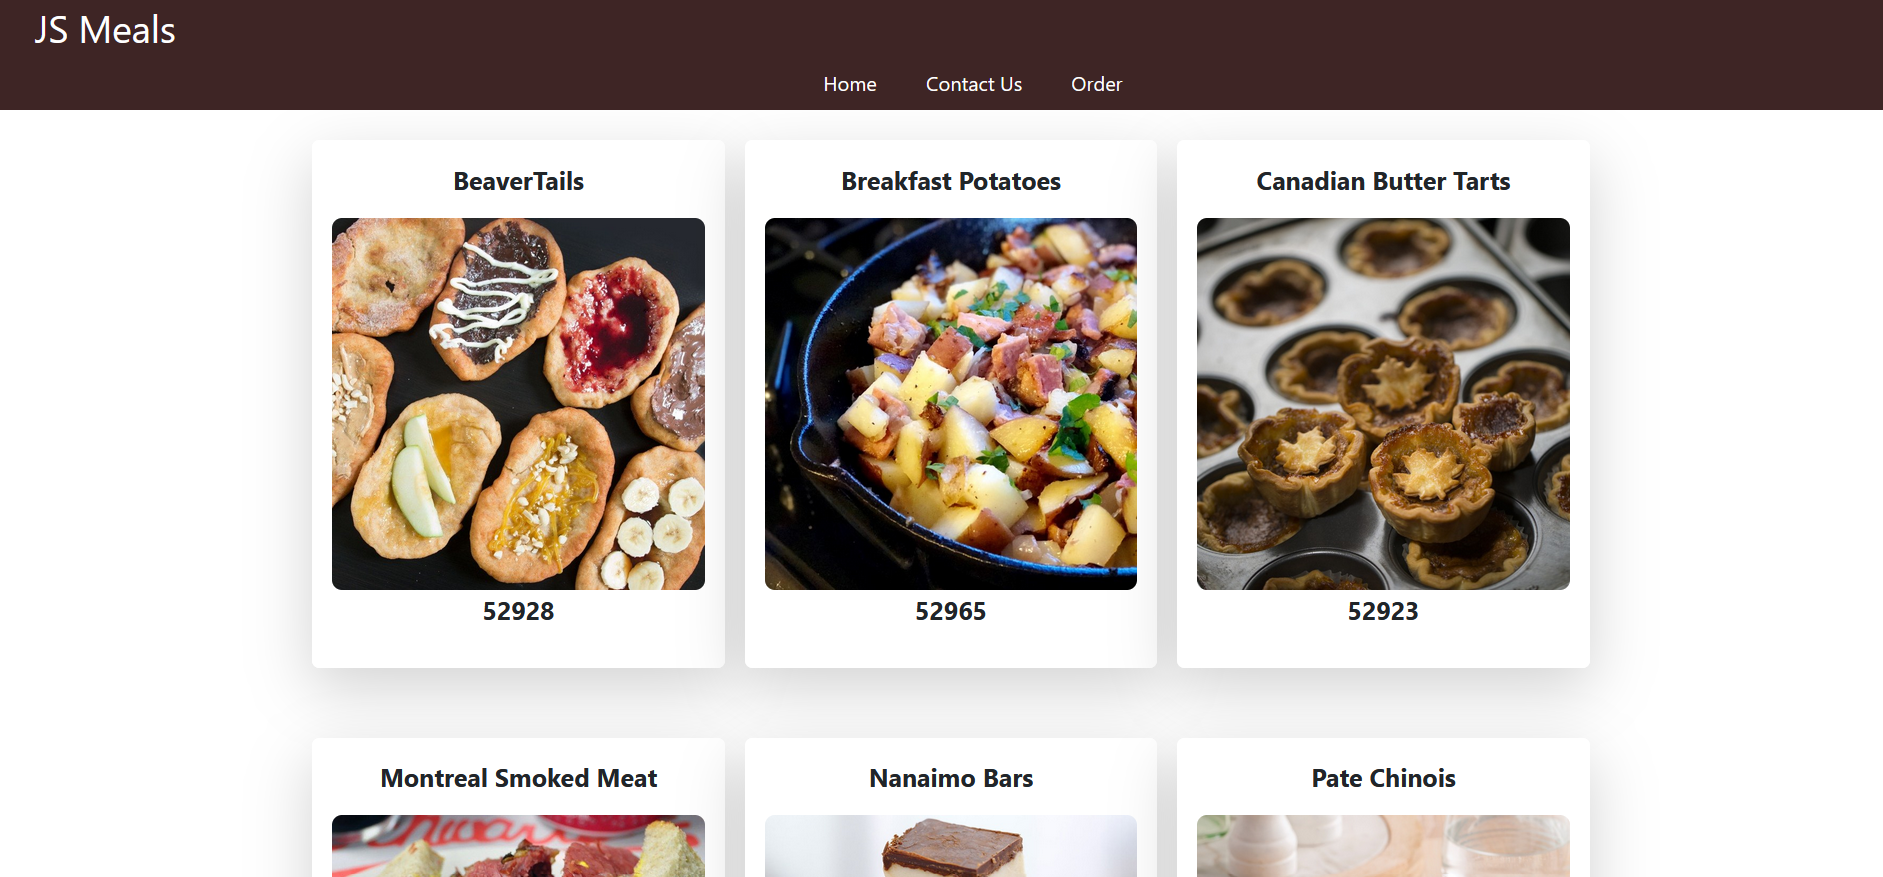 JS Meals
Home Contact Us Order
BeaverTails
Breakfast Potatoes
Canadian Butter Tarts
52928
52965
52923
Montreal Smoked Meat
Nanaimo Bars
Pate Chinois